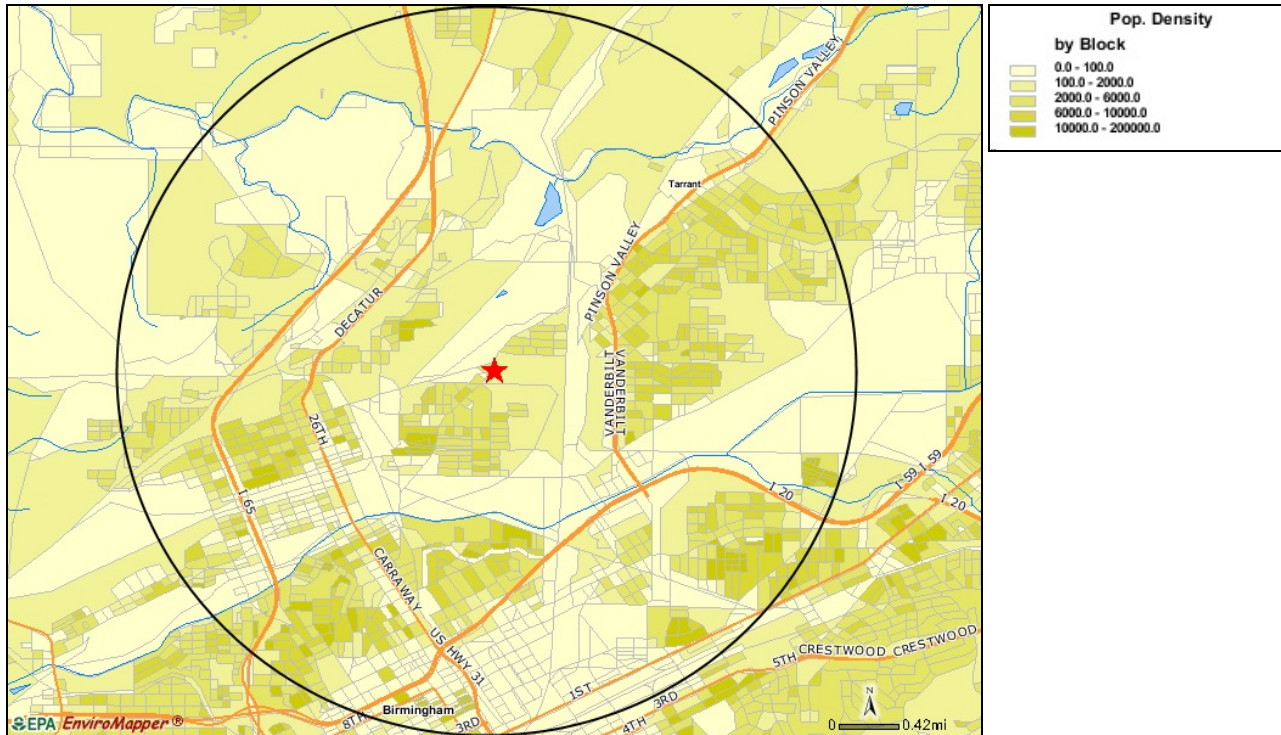 Pop. Density
by Block
0.0 - 100.0
100.0 - 2000.0
2000.0 - 6000.0
6000.0 - 10000.0
10000.0 - 200000.0
PINSON VALLEY
Tarrant
PINSON VALLEY
DECATUR
VANDERBILT
VANDERBILT
26TH
I 65
I 59 I 59
I 20
I 20
CARRAWAY
US HWY 31
5TH
CRESTWOOD CRESTWOOD
1ST
3RD
4TH
8TH
Birmingham
3RD
N
0 0.42mi
EPA EnviroMapper ®